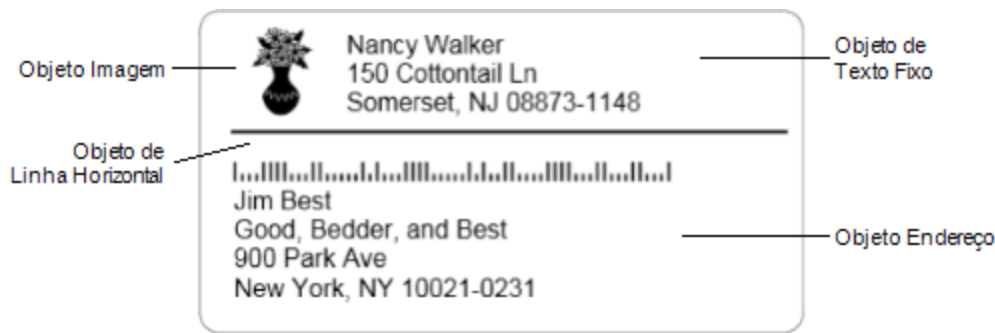 Objeto Imagem
Nancy Walker
150 Cottontail Ln
Somerset, NJ 08873-1148
Objeto de
Texto Fixo
Objeto de
Linha Horizontal
Jim Best
Good, Bedder, and Best
900 Park Ave
New York, NY 10021-0231
Objeto Endereço